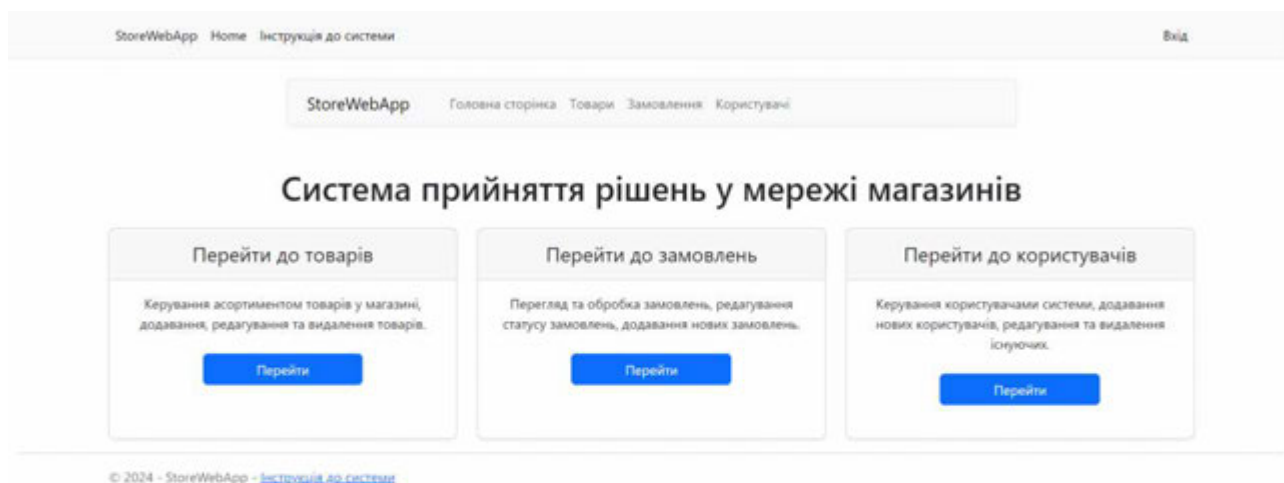 StoreWebApp Home Інструкція до системи Вхід
StoreWebApp Головна сторінка Товари Замовлення Користувачі
Система прийняття рішень у мережі магазинів
Перейти до товарів
Керування асортиментом товарів у магазині,
додавання, редагування та видалення товарів.
Перейти
Перейти до замовлень
Перегляд та обробка замовлень, редагування
статусу замовлень, додавання нових замовлень.
Перейти
Перейти до користувачів
Керування користувачами системи, додавання
нових користувачів, редагування та видалення
існуючих.
Перейти
© 2024 - StoreWebApp - Інструкція до системи